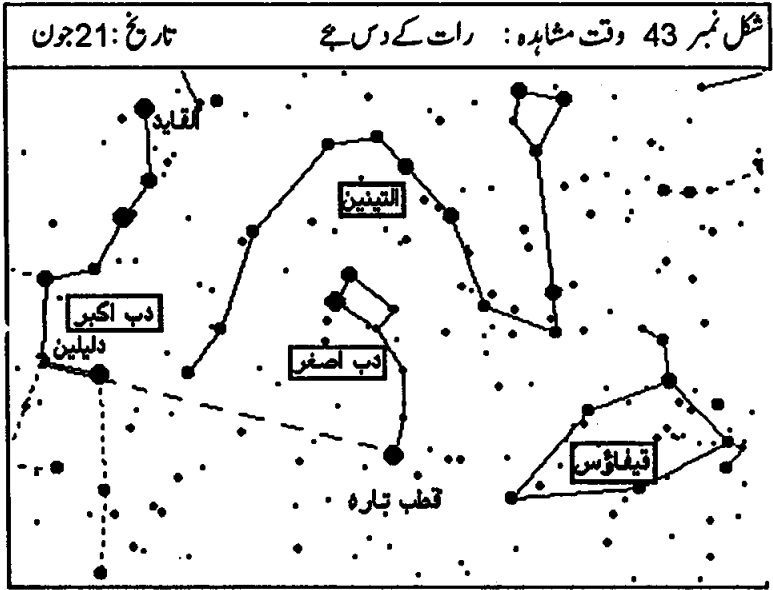 شکل نمبر 43 وقت مشاہدہ: رات کے دس بجے تاریخ: 21جون
القاید
التینین
دب اکبر
دلیلین
دب اصغر
قیفاؤس
قطب تارہ